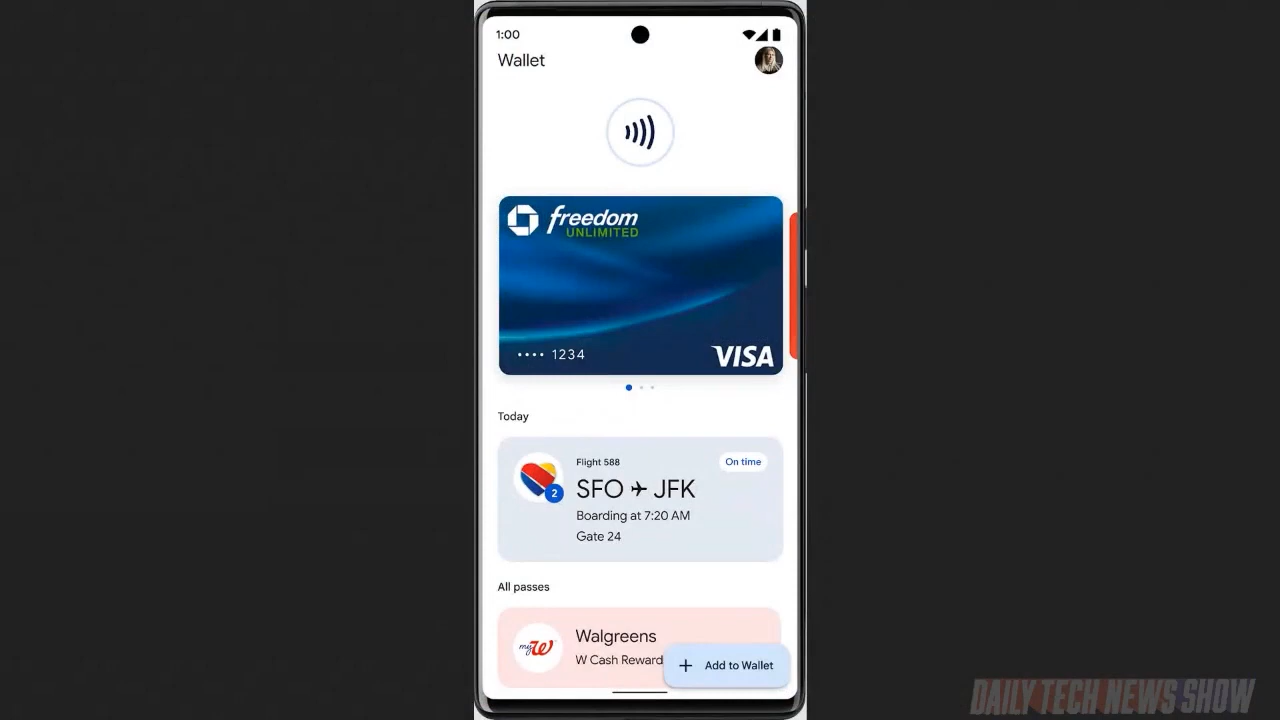 1:00
Wallet
freedom
UNLIMITED
•••• 1234
VISA
Today
Flight 588
On time
2
SFO ✈ JFK
Boarding at 7:20 AM
Gate 24
All passes
myW
Walgreens
W Cash Reward
+ Add to Wallet
DAILY TECH NEWS SHOW